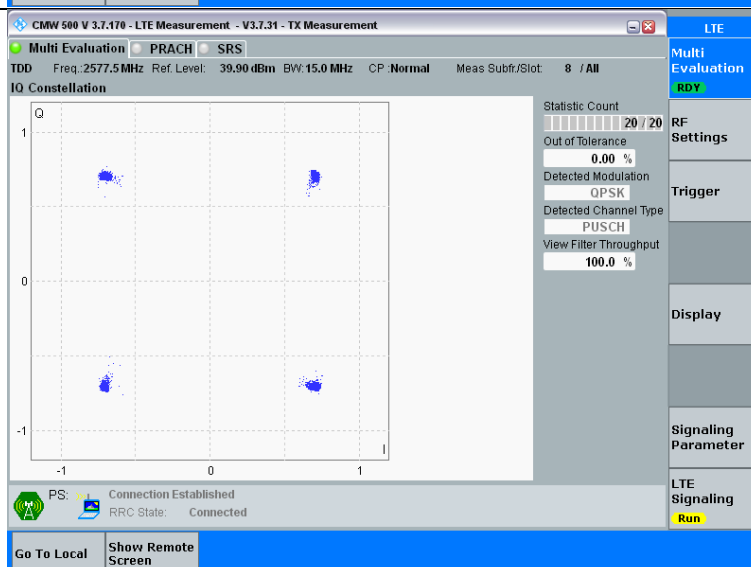 CMW 500 V 3.7.170 - LTE Measurement - V3.7.31 - TX Measurement
LTE
Multi Evaluation PRACH SRS
TDD Freq.:2577.5 MHz Ref. Level: 39.90 dBm BW:15.0 MHz CP :Normal Meas Subfr./Slot: 8 / All
IQ Constellation
Q
1
0
-1
I
-1 0 1
Statistic Count
20 / 20
Out of Tolerance
0.00 %
Detected Modulation
QPSK
Detected Channel Type
PUSCH
View Filter Throughput
100.0 %
PS: Connection Established
RRC State: Connected
Multi
Evaluation
RDY
RF
Settings
Trigger
Display
Signaling
Parameter
LTE
Signaling
Run
Go To Local
Show Remote
Screen